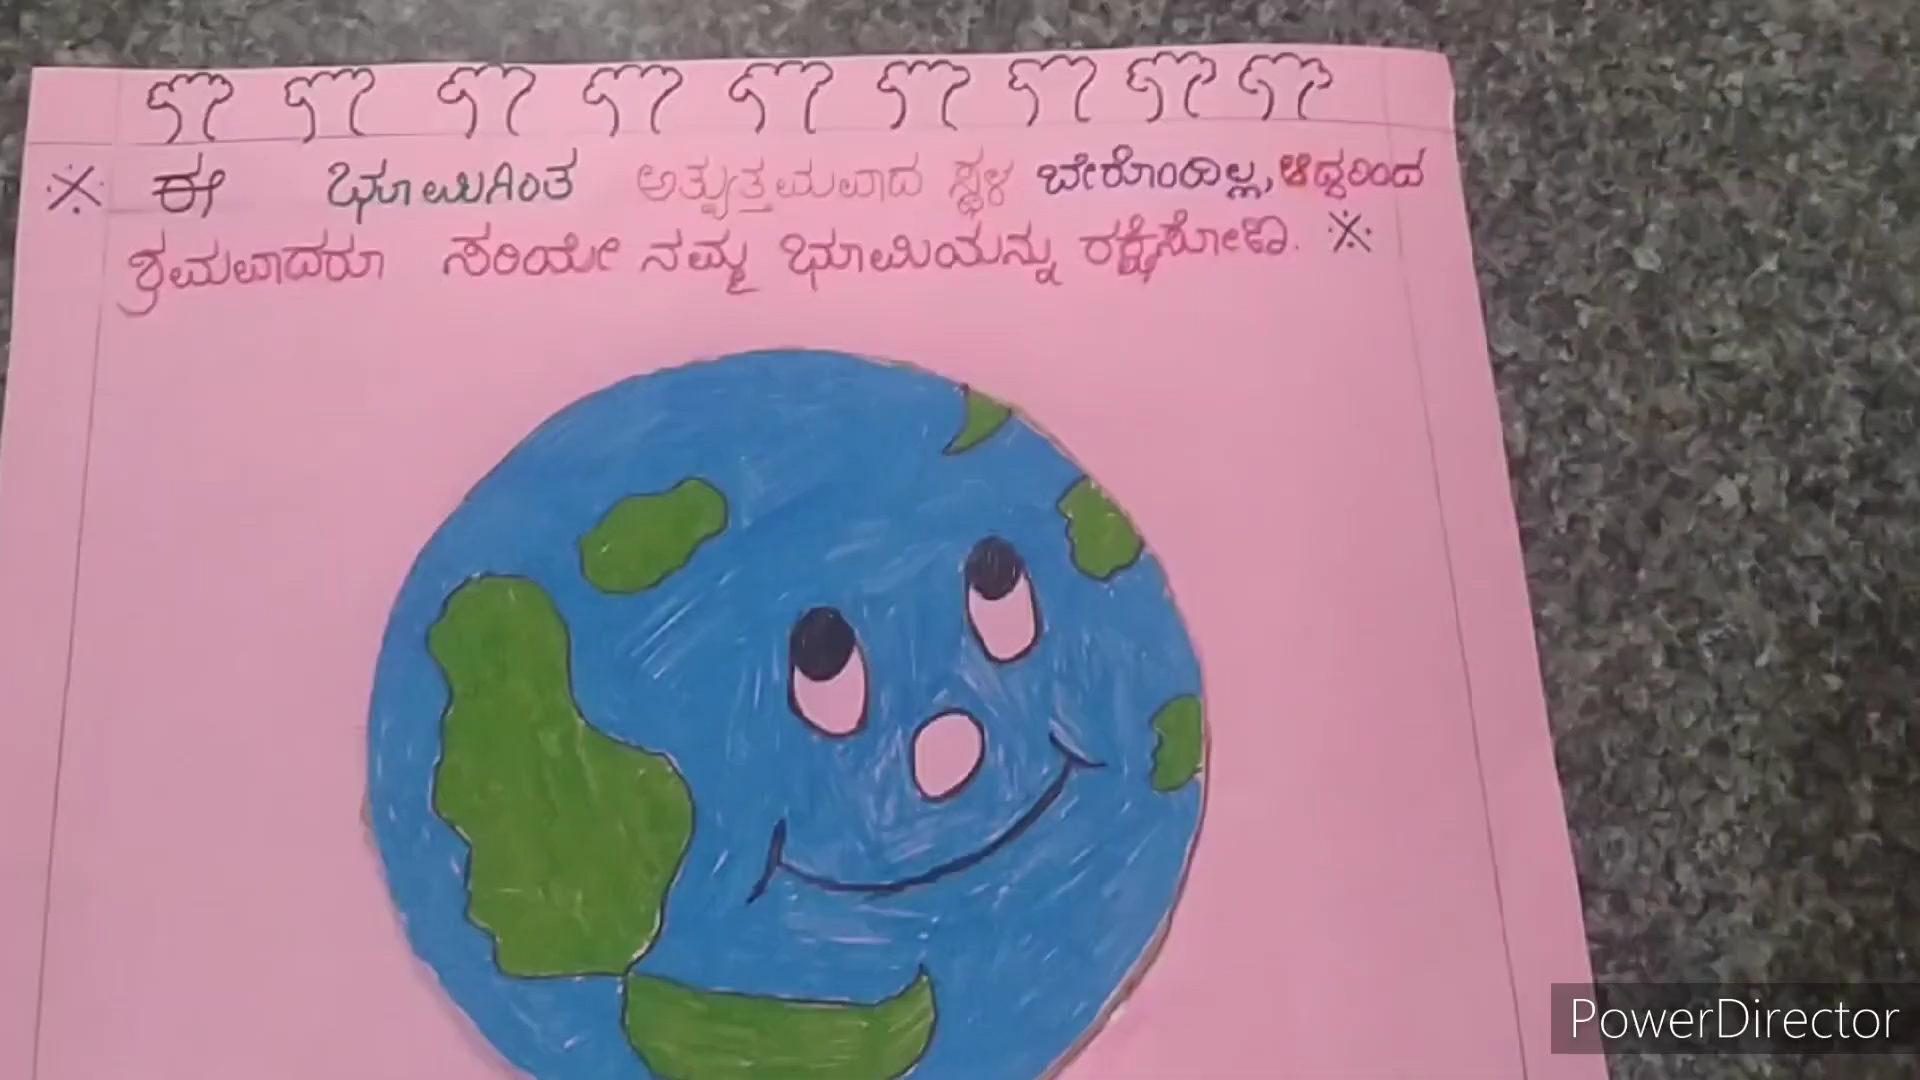 ※ ಈ ಭೂಮಿಗಿಂತ ಅತ್ಯುತ್ತಮವಾದ ಸ್ಥಳ ಬೇರೊಂದಿಲ್ಲ, ಆದ್ದರಿಂದ
ಶ್ರಮವಾದರೂ ಸರಿಯೇ ನಮ್ಮ ಭೂಮಿಯನ್ನು ರಕ್ಷಿಸೋಣ. ※
PowerDirector